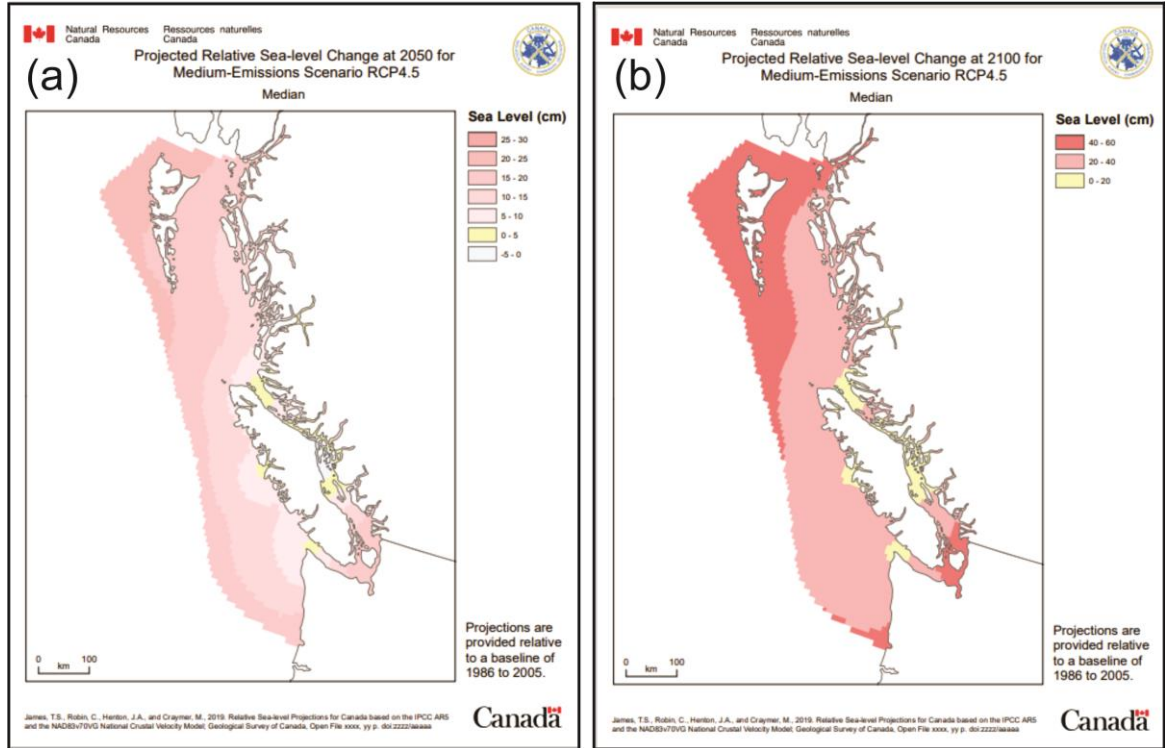 (a)
Natural Resources Canada
Ressources naturelles Canada
Projected Relative Sea-level Change at 2050 for
Medium-Emissions Scenario RCP4.5
Median
Sea Level (cm)
25 - 30
20 - 25
15 - 20
10 - 15
5 - 10
0 - 5
-5 - 0
0 100
km
Projections are
provided relative
to a baseline of
1986 to 2005.
James, T.S., Robin, C., Henton, J.A., and Craymer, M., 2019. Relative Sea-level Projections for Canada based on the IPCC AR5
and the NAD83v70VG National Crustal Velocity Model; Geological Survey of Canada, Open File xxxx, yy p. doi:zzzz/aaaaa
Canada
(b)
Natural Resources Canada
Ressources naturelles Canada
Projected Relative Sea-level Change at 2100 for
Medium-Emissions Scenario RCP4.5
Median
Sea Level (cm)
40 - 60
20 - 40
0 - 20
0 100
km
Projections are
provided relative
to a baseline of
1986 to 2005.
James, T.S., Robin, C., Henton, J.A., and Craymer, M., 2019. Relative Sea-level Projections for Canada based on the IPCC AR5
and the NAD83v70VG National Crustal Velocity Model; Geological Survey of Canada, Open File xxxx, yy p. doi:zzzz/aaaaa
Canada